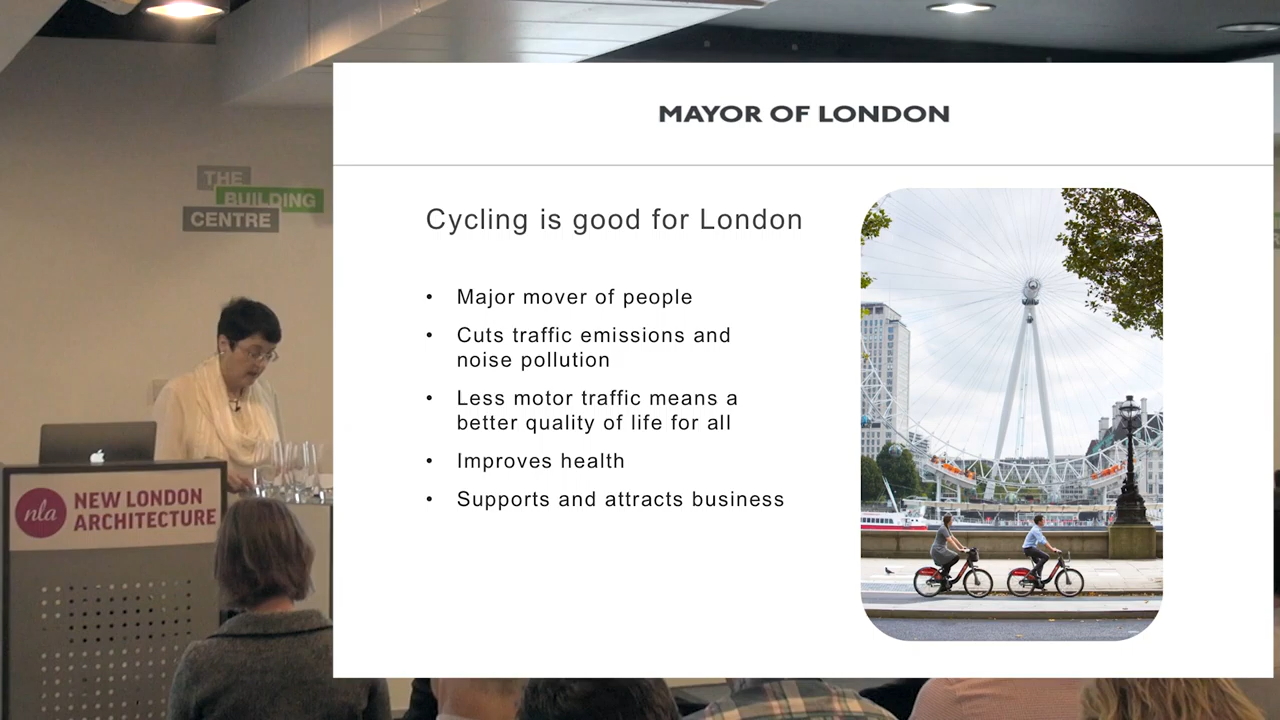 MAYOR OF LONDON
THE
BUILDING
CENTRE
Cycling is good for London
• Major mover of people
• Cuts traffic emissions and
noise pollution
• Less motor traffic means a
better quality of life for all
• Improves health
• Supports and attracts business
nla
NEW LONDON
ARCHITECTURE